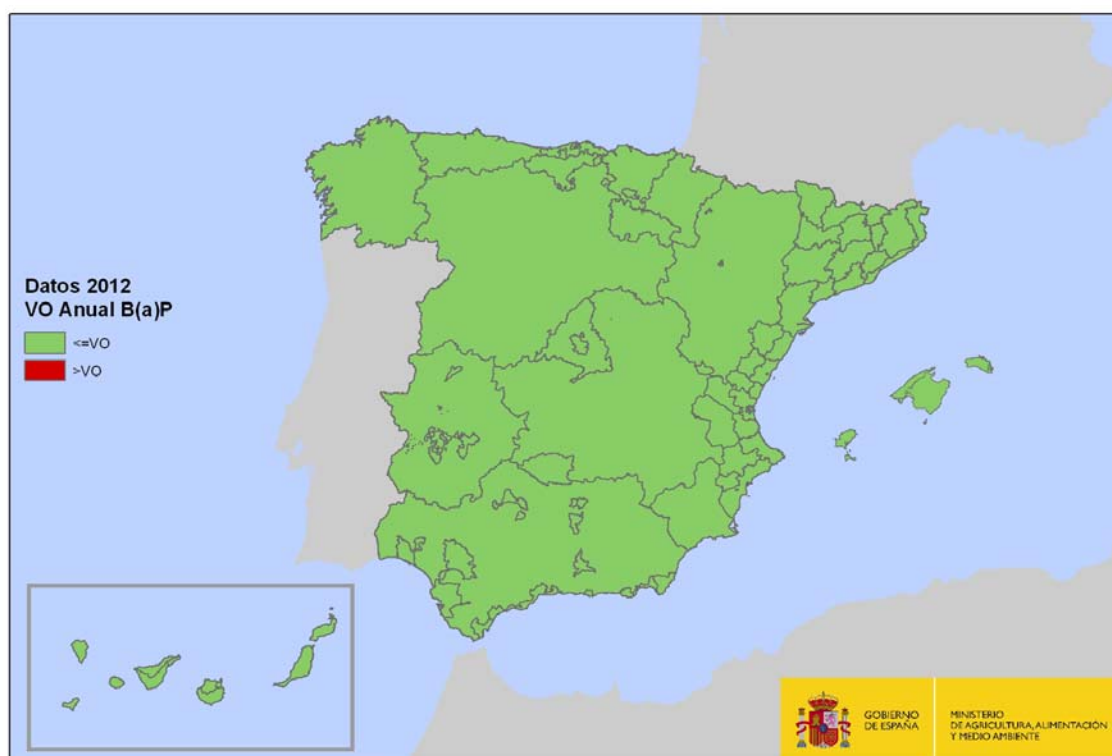 Datos 2012
VO Anual B(a)P
<=VO
>VO
GOBIERNO
DE ESPAÑA
MINISTERIO
DE AGRICULTURA, ALIMENTACIÓN
Y MEDIO AMBIENTE